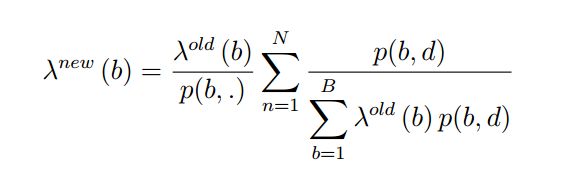 λ^{new} (b) = \frac{λ^{old} (b)}{p(b, .)} \sum_{n=1}^{N} \frac{p(b, d)}{\sum_{b=1}^{B} λ^{old} (b) p(b, d)}